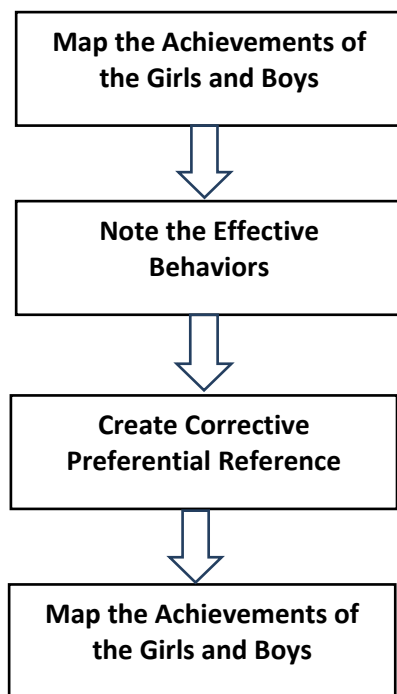 Map the Achievements of
the Girls and Boys
Note the Effective
Behaviors
Create Corrective
Preferential Reference
Map the Achievements of
the Girls and Boys